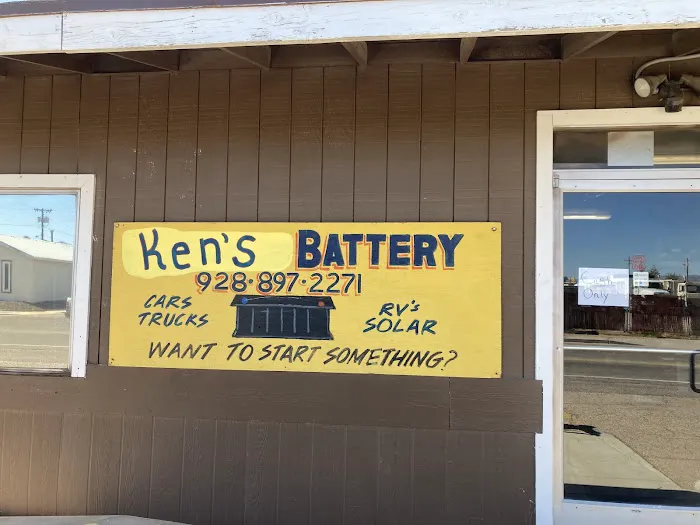 Ken's BATTERY
928·897·2271
CARS
TRUCKS
RV's
SOLAR
WANT TO START SOMETHING?
Only